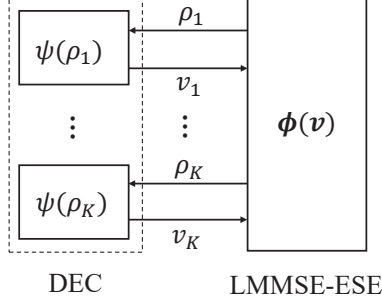 ρ₁
ψ(ρ₁)
v₁
ϕ(v)
⋮ ⋮
ρ_K
ψ(ρ_K)
v_K
DEC LMMSE-ESE